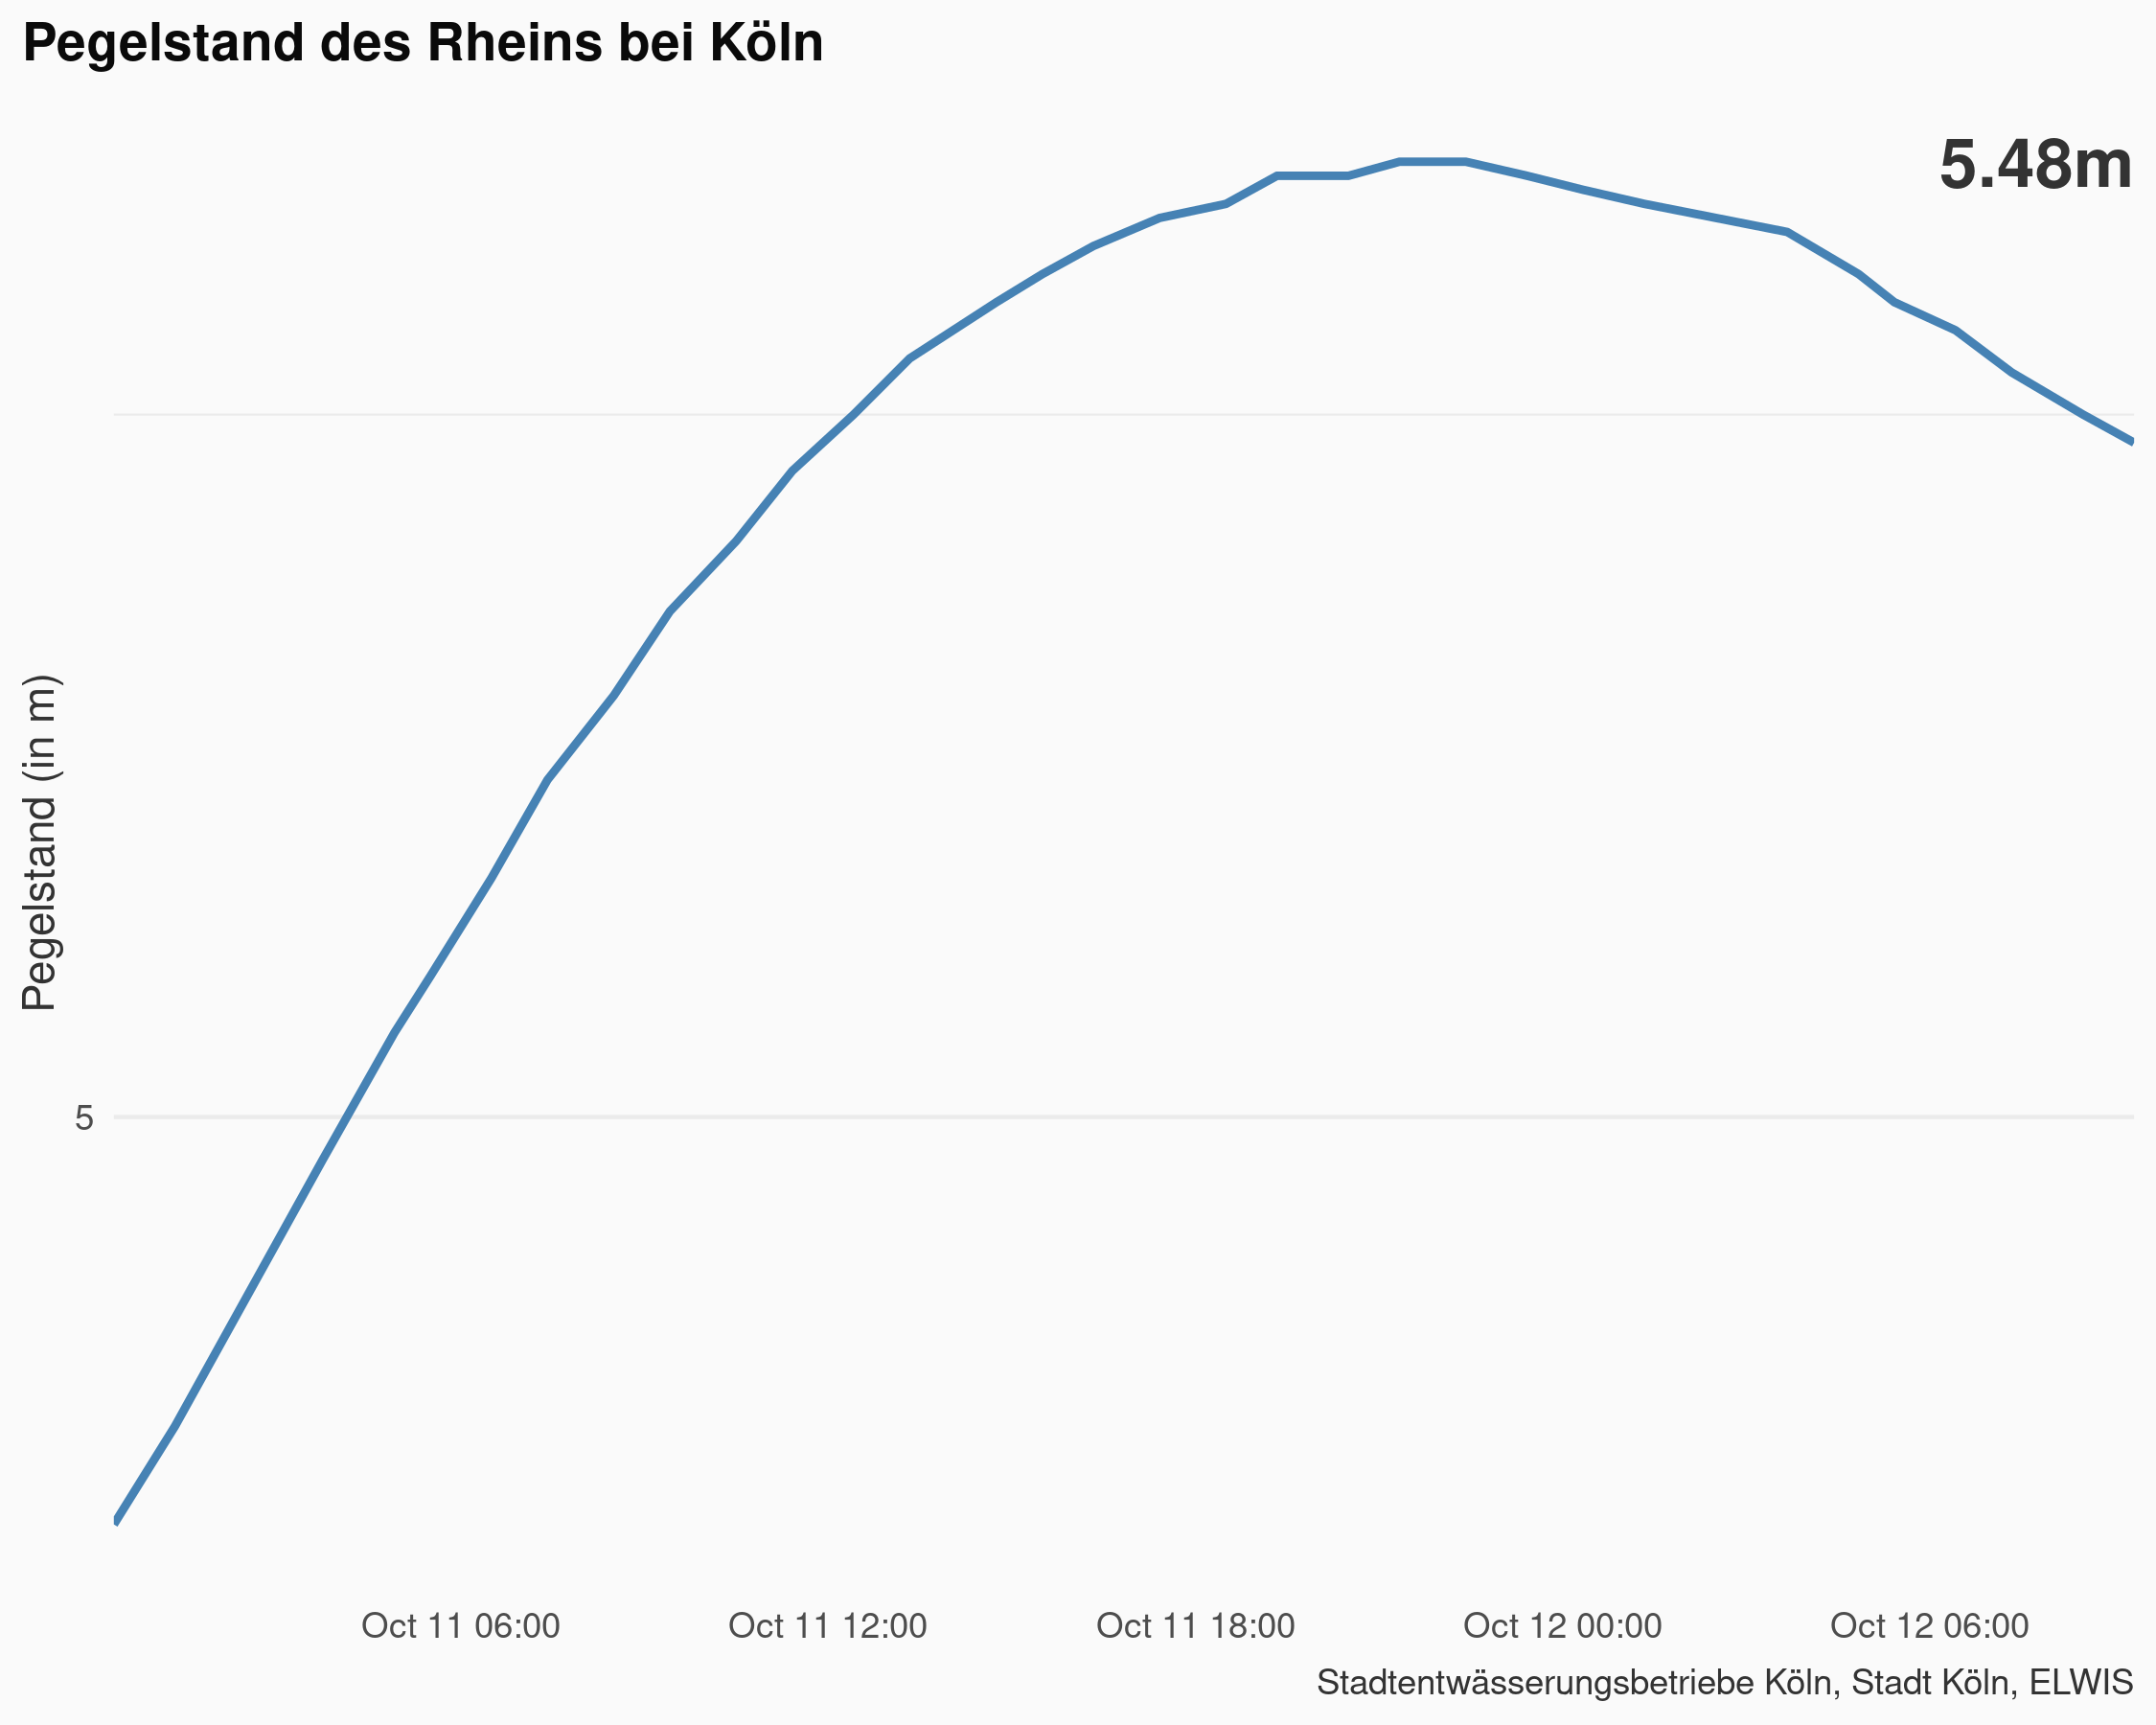 Pegelstand des Rheins bei Köln
5.48m
Pegelstand (in m)
5
Oct 11 06:00 Oct 11 12:00 Oct 11 18:00 Oct 12 00:00 Oct 12 06:00
Stadtentwässerungsbetriebe Köln, Stadt Köln, ELWIS